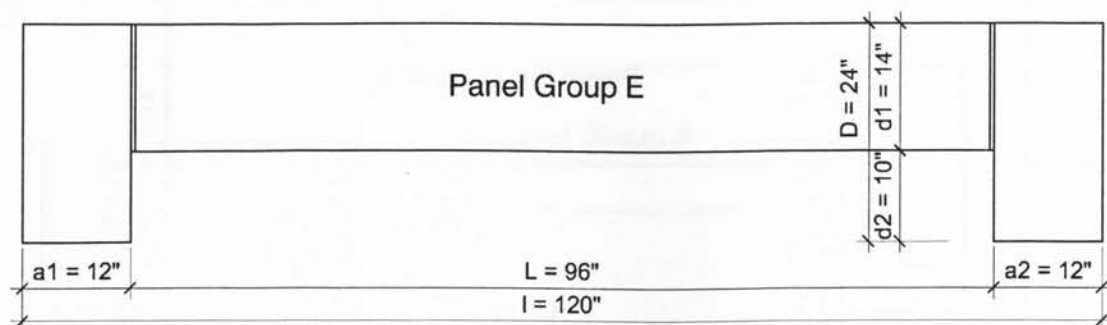 Panel Group E
D = 24"
d1 = 14"
d2 = 10"
a1 = 12"
L = 96"
a2 = 12"
l = 120"